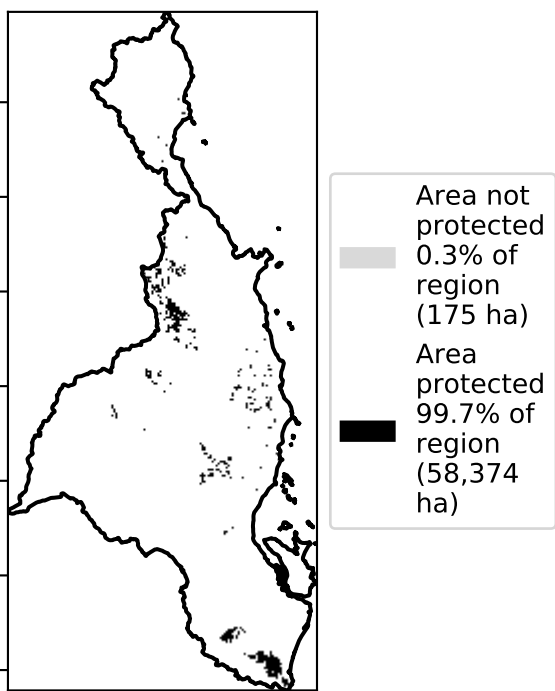 Area not
protected
0.3% of
region
(175 ha)
Area
protected
99.7% of
region
(58,374
ha)